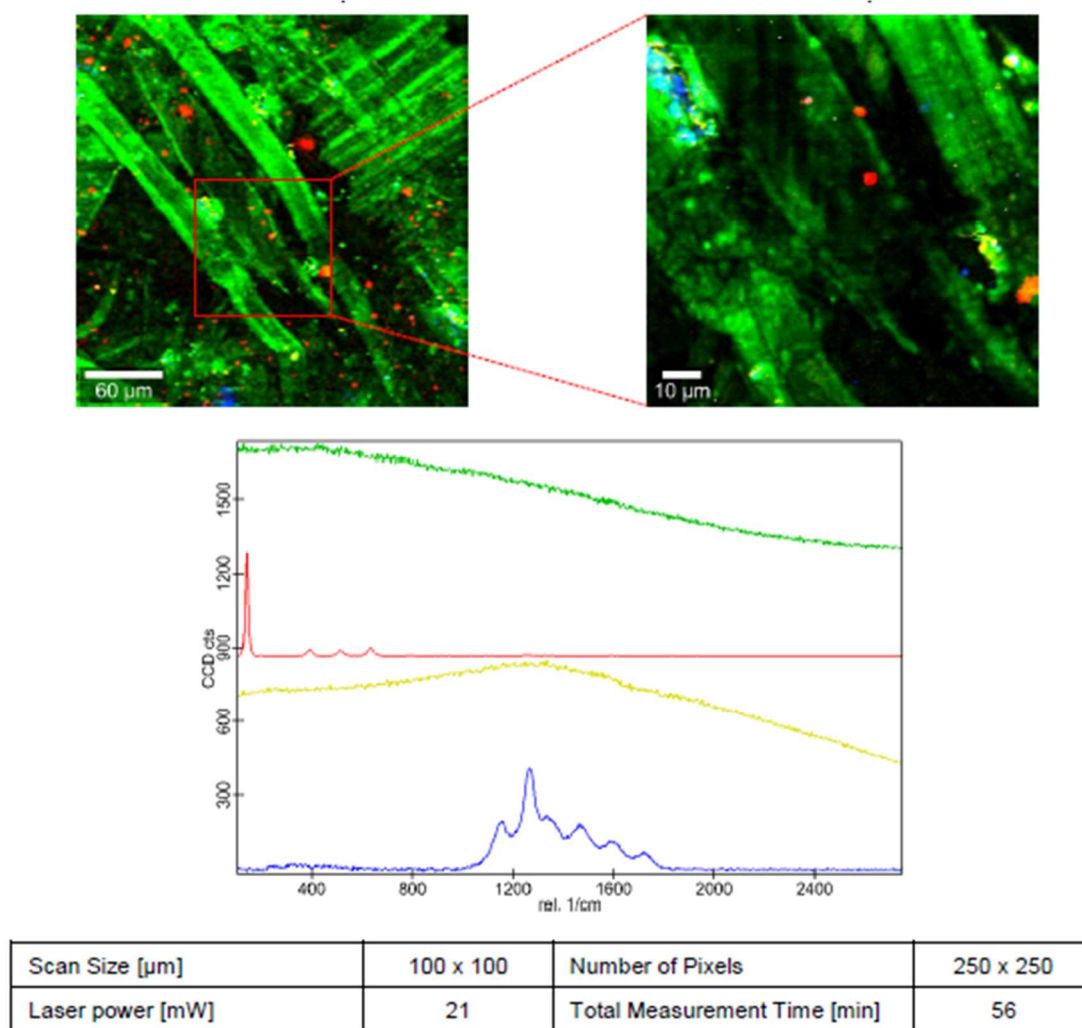 60 µm
10 µm
1500
1200
900
600
300
CCD cts
400 800 1200 1600 2000 2400
rel. 1/cm
Scan Size [µm] 100 x 100 Number of Pixels 250 x 250
Laser power [mW] 21 Total Measurement Time [min] 56